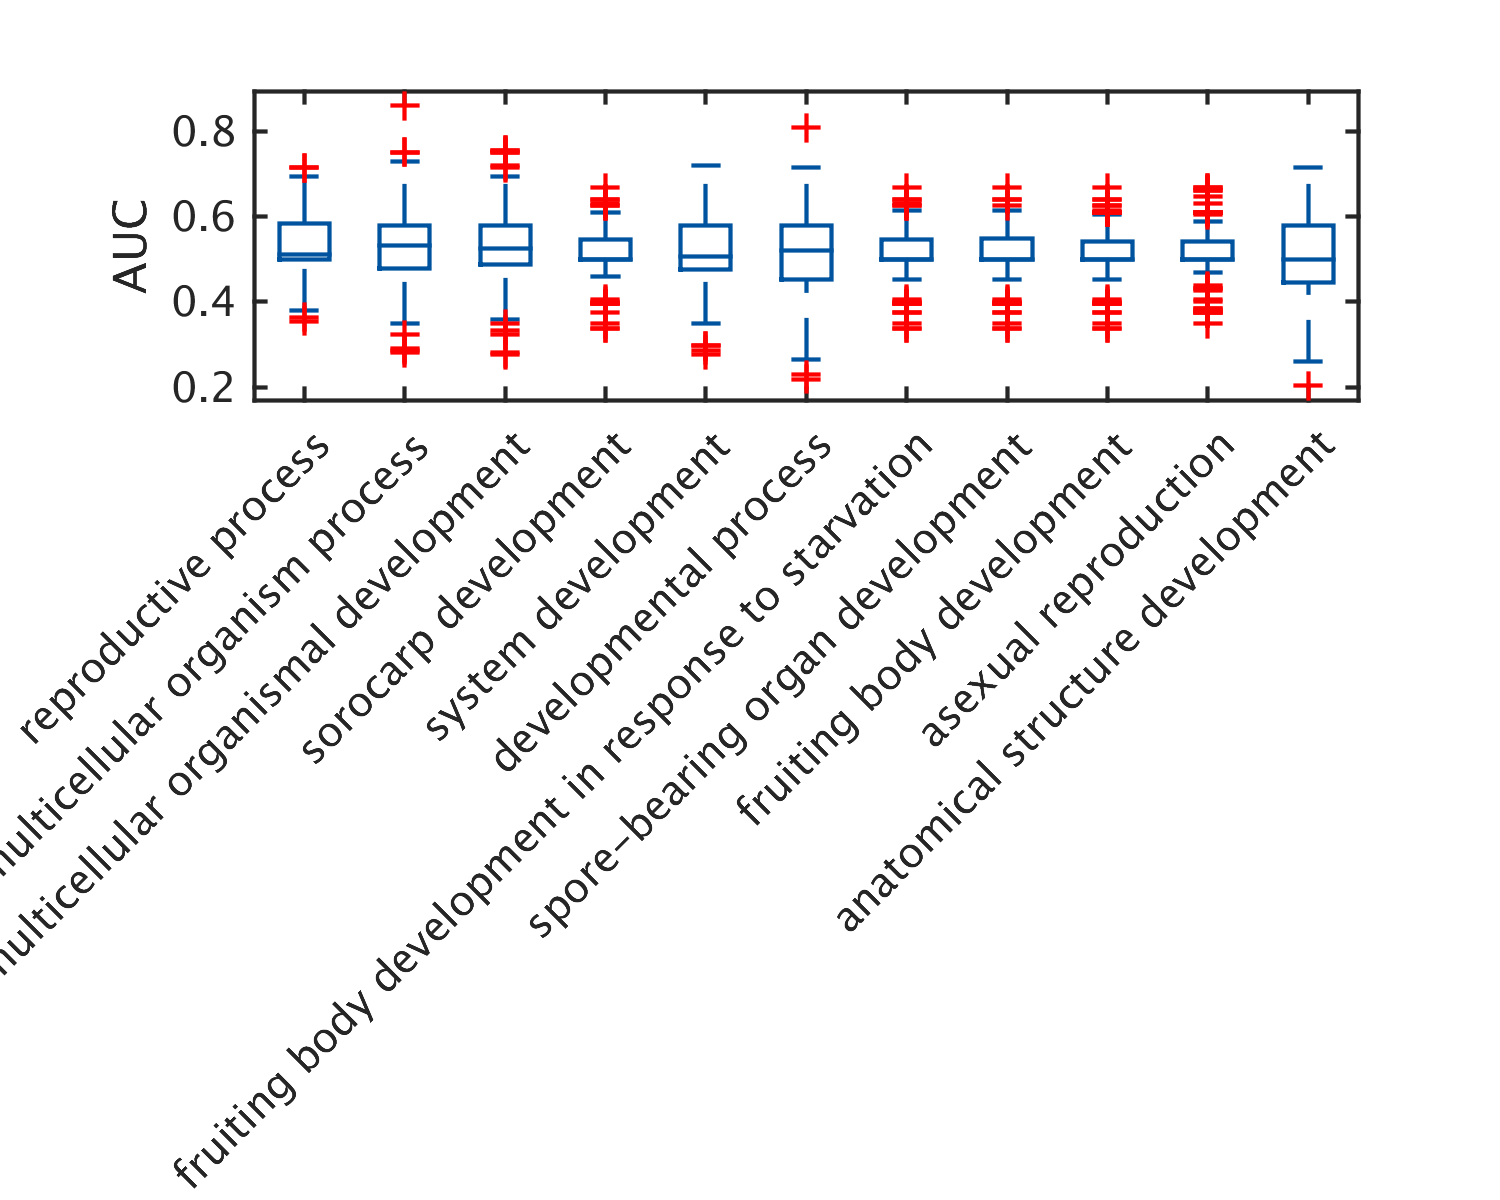 AUC
0.8
0.6
0.4
0.2
reproductive process
organism process
organismal development
sorocarp development
system development
developmental process
fruiting body development in response to starvation
spore–bearing organ development
fruiting body development
asexual reproduction
anatomical structure development